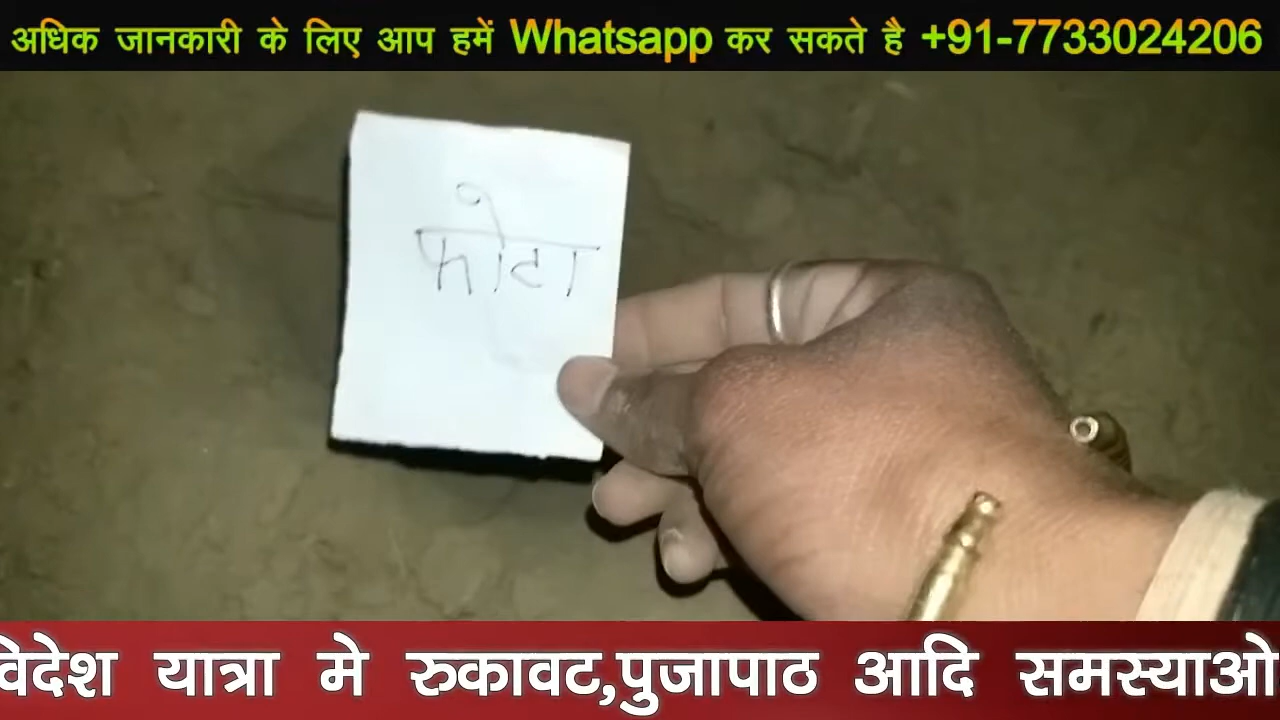 अधिक जानकारी के लिए आप हमें Whatsapp कर सकते है +91-7733024206
फोटा
विदेश यात्रा मे रुकावट,पुजापाठ आदि समस्याओ